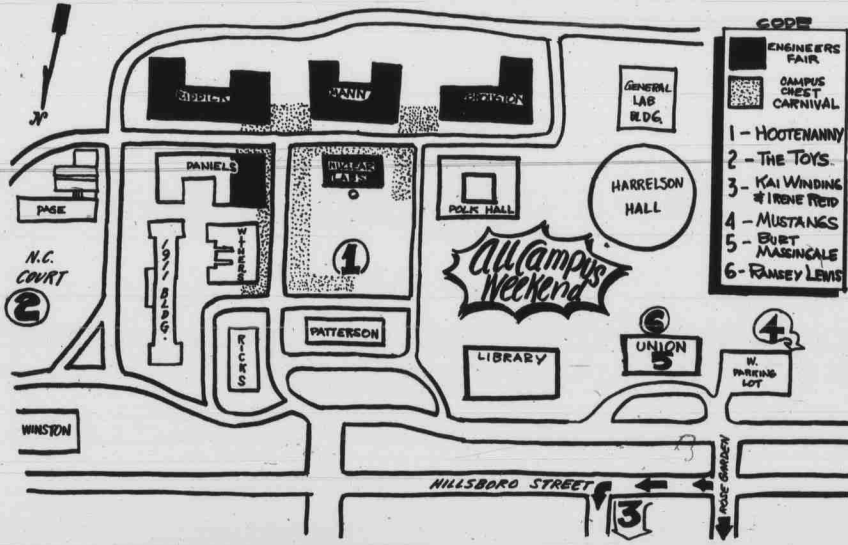 CODE
ENGINEERS
FAIR
CAMPUS
CHEST
CARNIVAL
1 - HOOTENANNY
2 - THE TOYS
3 - KAI WINDING
& IRENE REID
4 - MUSTANGS
5 - BURT
MASSINGALE
6 - RAMSEY LEWIS
N
RIDDICK
MANN
BROUGTON
GENERAL
LAB
BLDG.
DANIELS
NUCLEAR
LABS
POLK HALL
HARRELSON
HALL
PAGE
N.C.
COURT
2
1911 BLDG.
WITHERS
1
All Campus
Weekend
RICKS
PATTERSON
LIBRARY
6
UNION
5
4
W.
PARKING
LOT
WINSTON
HILLSBORO STREET
3
ROSE GARDEN